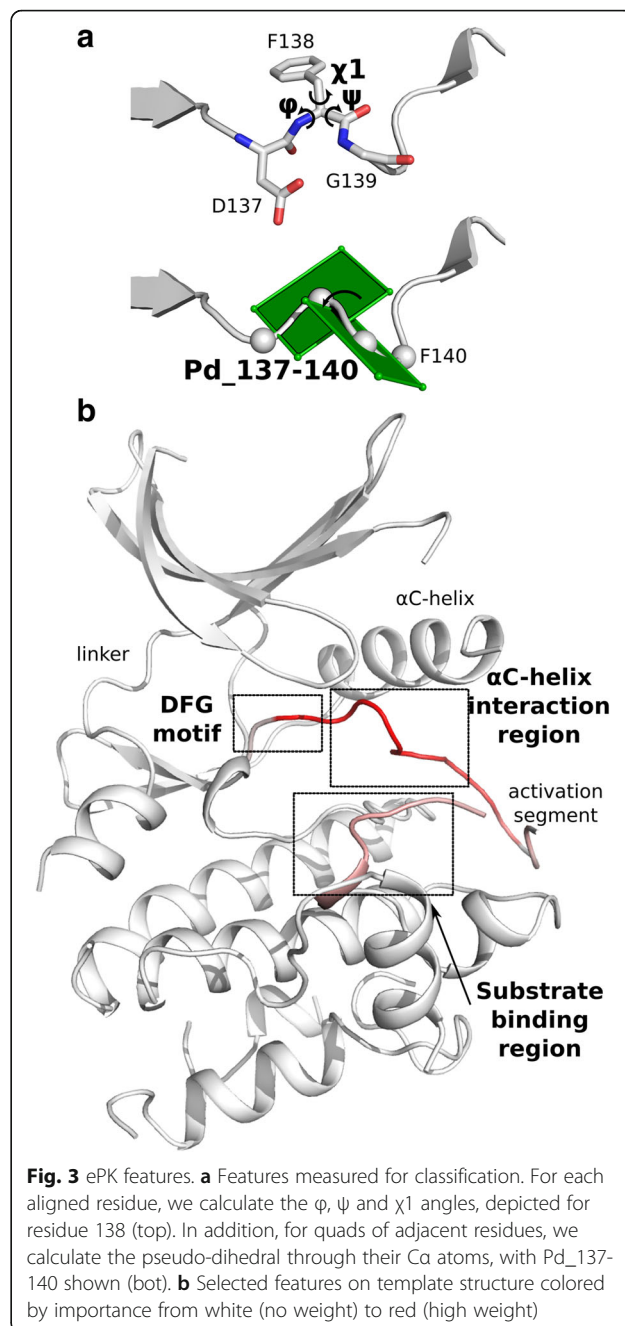 a
F138
χ1
φ
ψ
G139
D137
F140
Pd_137-140
b
αC-helix
linker
αC-helix
interaction
region
DFG
motif
activation
segment
Substrate
binding
region
Fig. 3 ePK features. a Features measured for classification. For each
aligned residue, we calculate the φ, ψ and χ1 angles, depicted for
residue 138 (top). In addition, for quads of adjacent residues, we
calculate the pseudo-dihedral through their Cα atoms, with Pd_137-
140 shown (bot). b Selected features on template structure colored
by importance from white (no weight) to red (high weight)